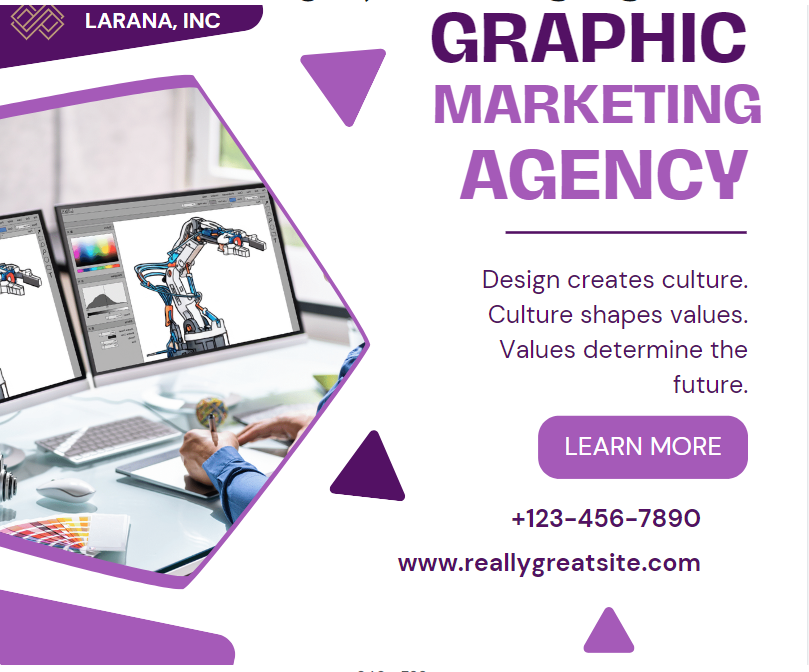 LARANA, INC
GRAPHIC
MARKETING
AGENCY
Design creates culture.
Culture shapes values.
Values determine the
future.
LEARN MORE
+123-456-7890
www.reallygreatsite.com